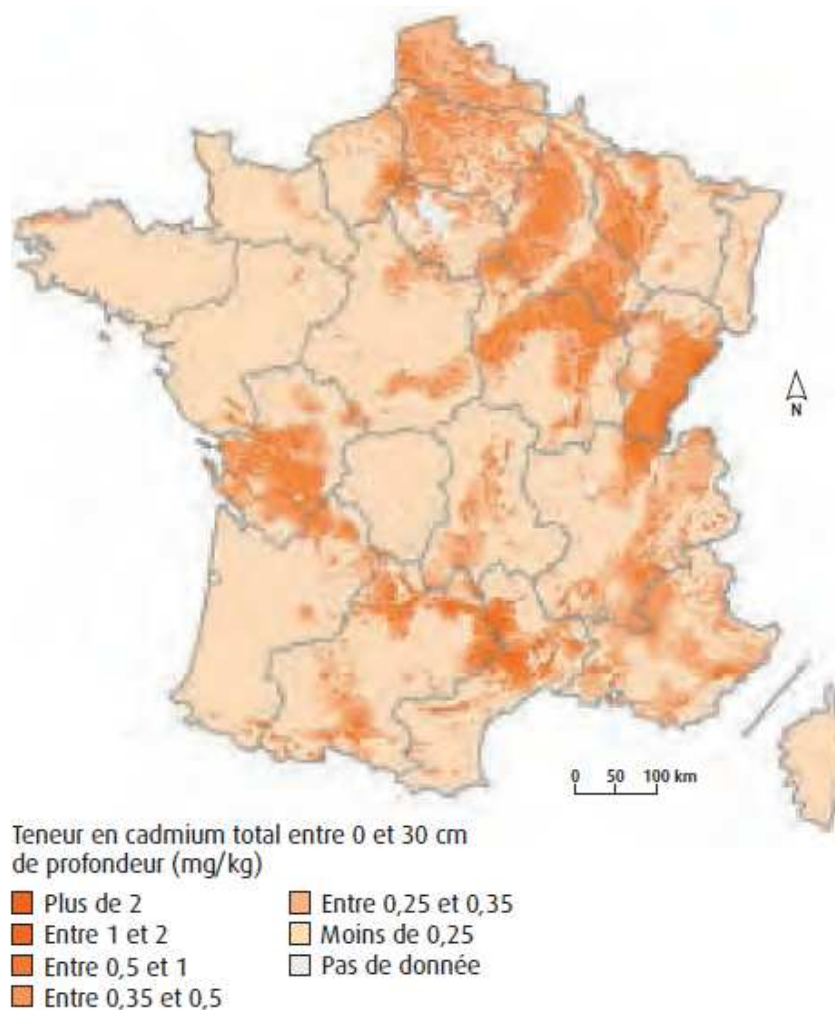 N
0 50 100 km
Teneur en cadmium total entre 0 et 30 cm
de profondeur (mg/kg)
Plus de 2
Entre 1 et 2
Entre 0,5 et 1
Entre 0,35 et 0,5
Entre 0,25 et 0,35
Moins de 0,25
Pas de donnée